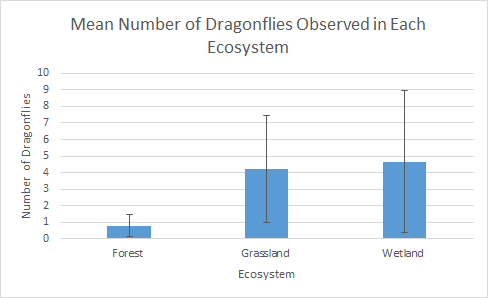 Mean Number of Dragonflies Observed in Each
Ecosystem
Number of Dragonflies
10
9
8
7
6
5
4
3
2
1
0
Forest
Grassland
Wetland
Ecosystem